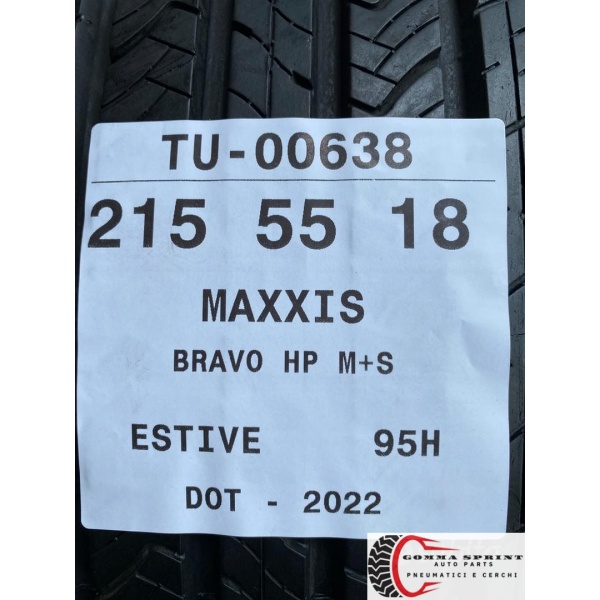 TU-00638
215 55 18
MAXXIS
BRAVO HP M+S
ESTIVE 95H
DOT - 2022
GOMMA SPRINT
AUTO PARTS
PNEUMATICI E CERCHI